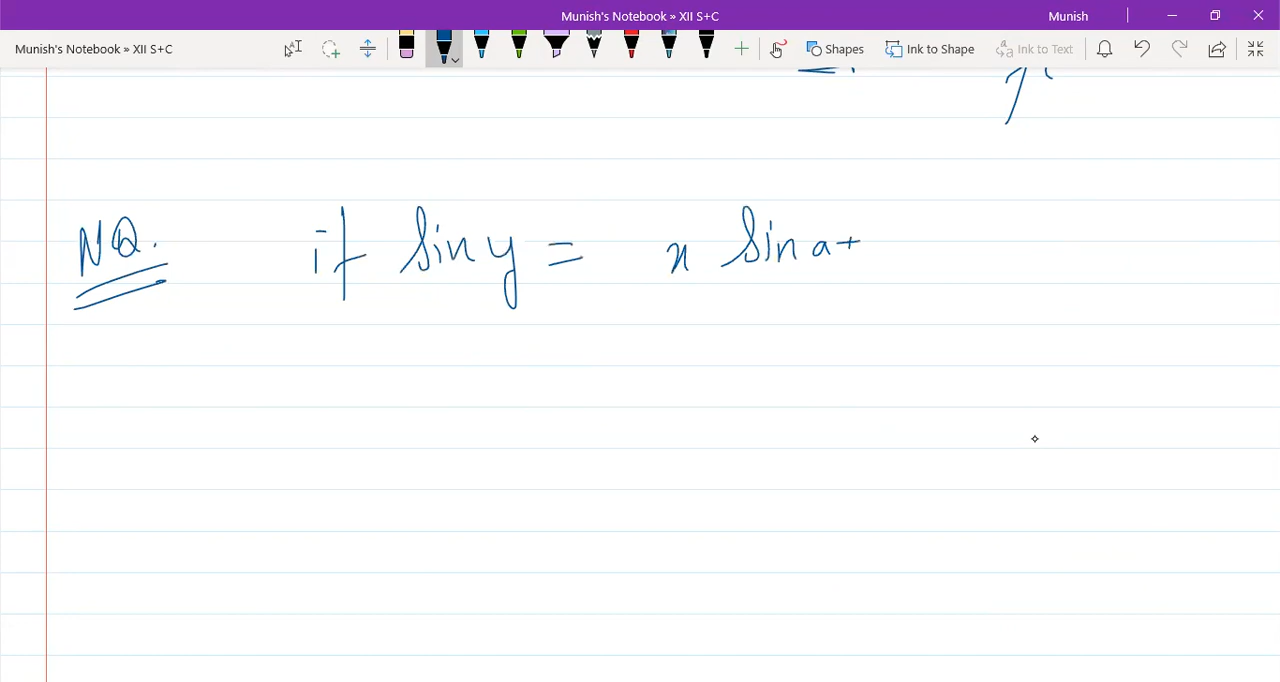 Munish's Notebook » XII S+C
Munish
Munish's Notebook » XII S+C
Shapes
Ink to Shape
Ink to Text
NQ. if sin y = x sin a+